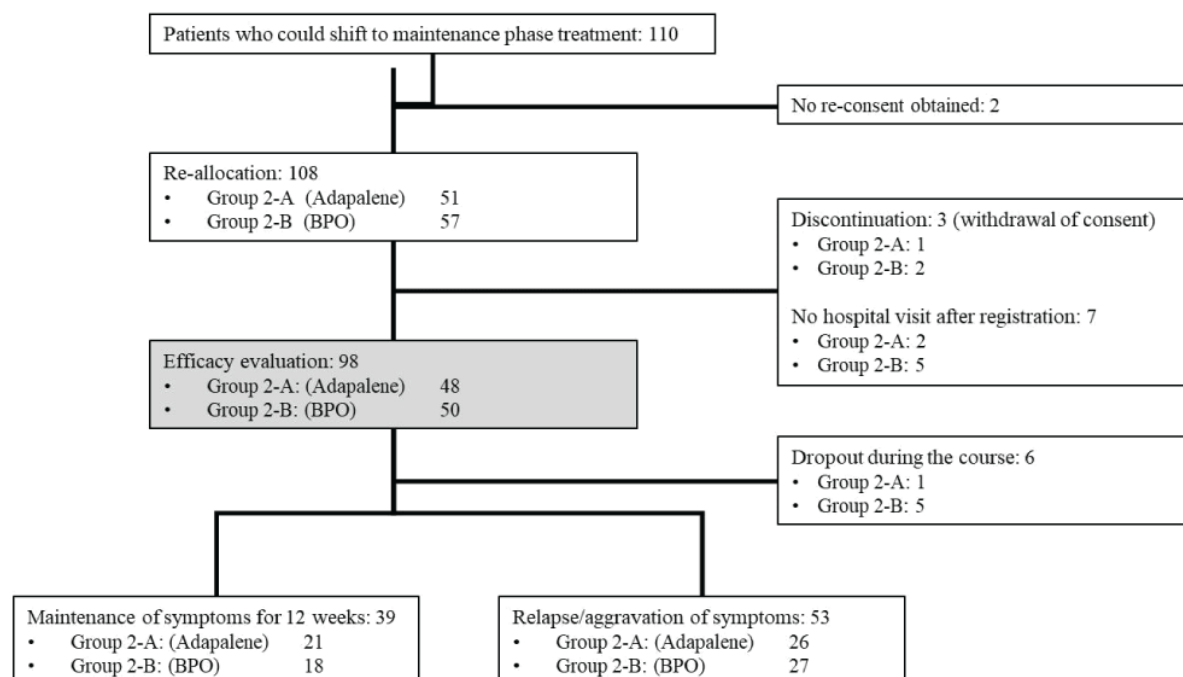 Patients who could shift to maintenance phase treatment: 110
No re-consent obtained: 2
Re-allocation: 108
• Group 2-A (Adapalene) 51
• Group 2-B (BPO) 57
Discontinuation: 3 (withdrawal of consent)
• Group 2-A: 1
• Group 2-B: 2
No hospital visit after registration: 7
• Group 2-A: 2
• Group 2-B: 5
Efficacy evaluation: 98
• Group 2-A: (Adapalene) 48
• Group 2-B: (BPO) 50
Dropout during the course: 6
• Group 2-A: 1
• Group 2-B: 5
Maintenance of symptoms for 12 weeks: 39
• Group 2-A: (Adapalene) 21
• Group 2-B: (BPO) 18
Relapse/aggravation of symptoms: 53
• Group 2-A: (Adapalene) 26
• Group 2-B: (BPO) 27